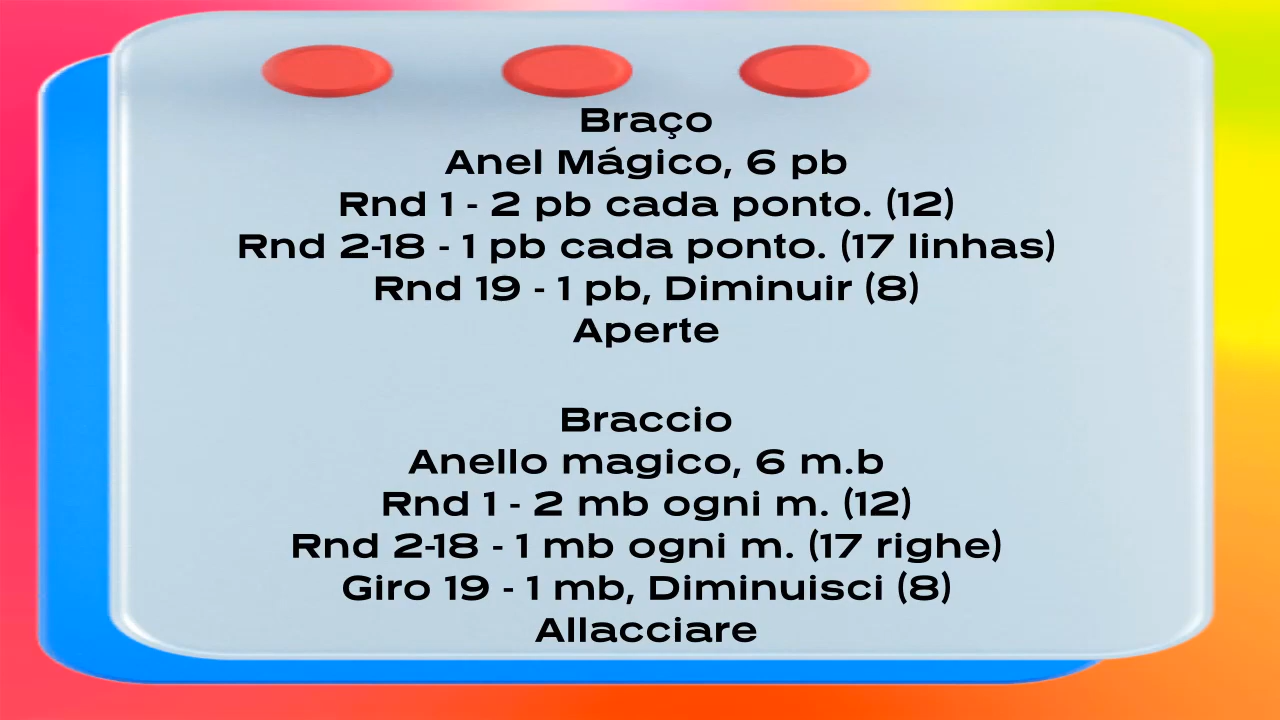 Braço
Anel Mágico, 6 pb
Rnd 1 - 2 pb cada ponto. (12)
Rnd 2-18 - 1 pb cada ponto. (17 linhas)
Rnd 19 - 1 pb, Diminuir (8)
Aperte
Braccio
Anello magico, 6 m.b
Rnd 1 - 2 mb ogni m. (12)
Rnd 2-18 - 1 mb ogni m. (17 righe)
Giro 19 - 1 mb, Diminuisci (8)
Allacciare